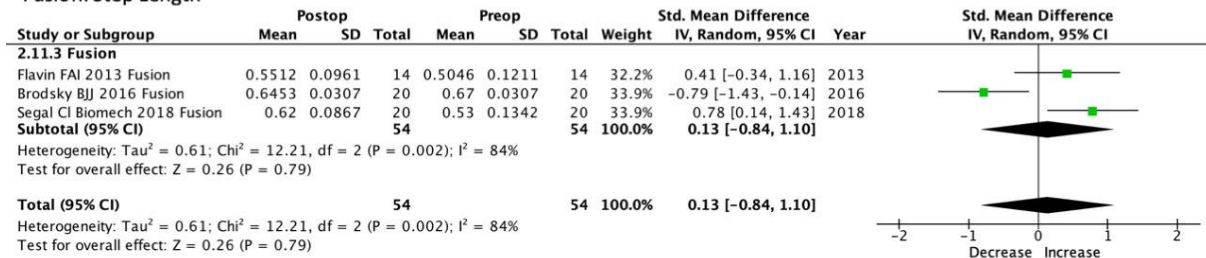 Fusion: Step Length
Postop Preop Std. Mean Difference Std. Mean Difference
Study or Subgroup Mean SD Total Mean SD Total Weight IV, Random, 95% CI Year IV, Random, 95% CI
2.11.3 Fusion
Flavin FAI 2013 Fusion 0.5512 0.0961 14 0.5046 0.1211 14 32.2% 0.41 [-0.34, 1.16] 2013
Brodsky BJJ 2016 Fusion 0.6453 0.0307 20 0.67 0.0307 20 33.9% -0.79 [-1.43, -0.14] 2016
Segal Cl Biomech 2018 Fusion 0.62 0.0867 20 0.53 0.1342 20 33.9% 0.78 [0.14, 1.43] 2018
Subtotal (95% CI) 54 54 100.0% 0.13 [-0.84, 1.10]
Heterogeneity: Tau² = 0.61; Chi² = 12.21, df = 2 (P = 0.002); I² = 84%
Test for overall effect: Z = 0.26 (P = 0.79)
Total (95% CI) 54 54 100.0% 0.13 [-0.84, 1.10]
Heterogeneity: Tau² = 0.61; Chi² = 12.21, df = 2 (P = 0.002); I² = 84%
Test for overall effect: Z = 0.26 (P = 0.79)
-2 -1 0 1 2
Decrease Increase